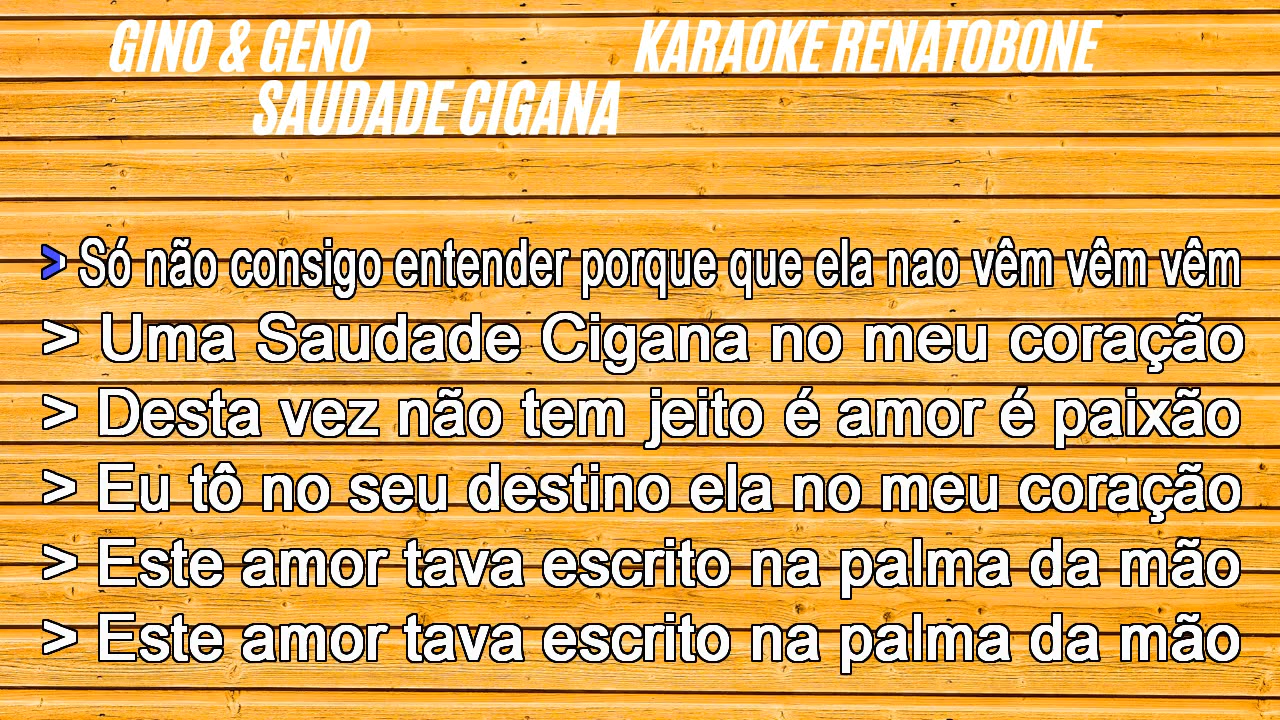 GINO & GENO KARAOKE RENATOBONE
SAUDADE CIGANA
> Só não consigo entender porque que ela nao vêm vêm vêm
> Uma Saudade Cigana no meu coração
> Desta vez não tem jeito é amor é paixão
> Eu tô no seu destino ela no meu coração
> Este amor tava escrito na palma da mão
> Este amor tava escrito na palma da mão